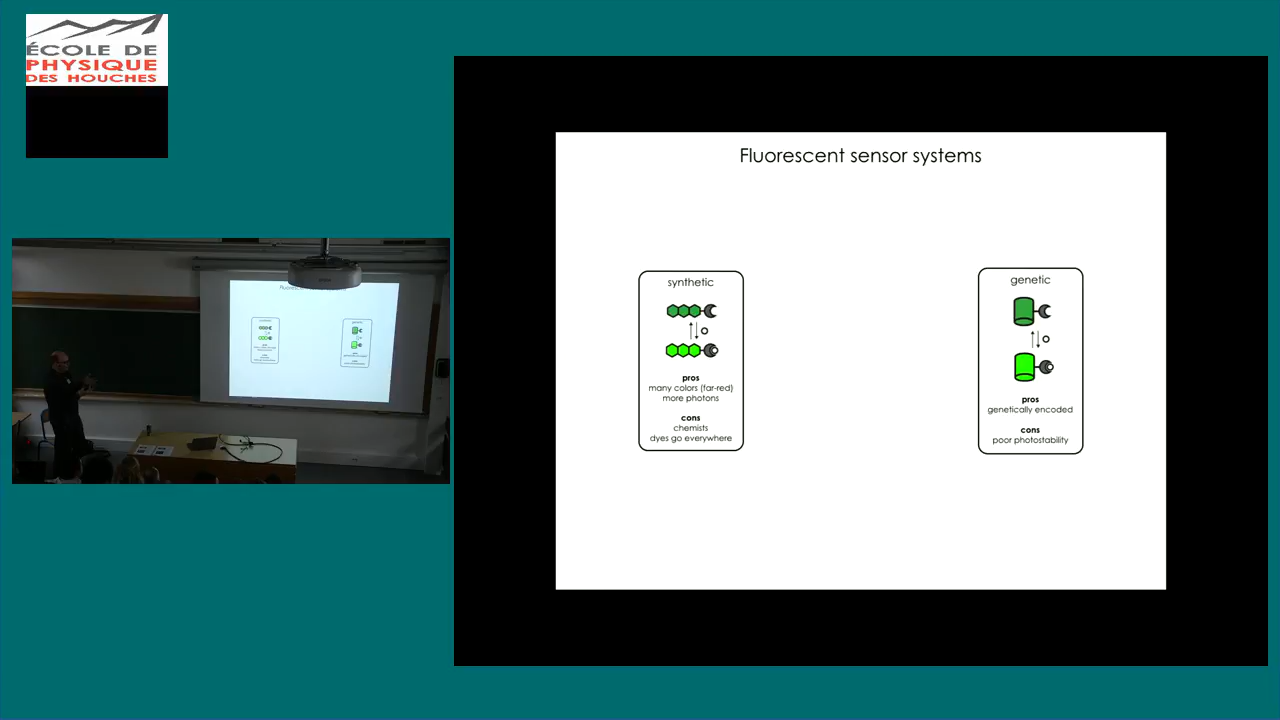 ÉCOLE DE
PHYSIQUE
DES HOUCHES
Fluorescent sensor systems
synthetic
pros
many colors (far-red)
more photons
cons
chemists
dyes go everywhere
genetic
pros
genetically encoded
cons
poor photostability